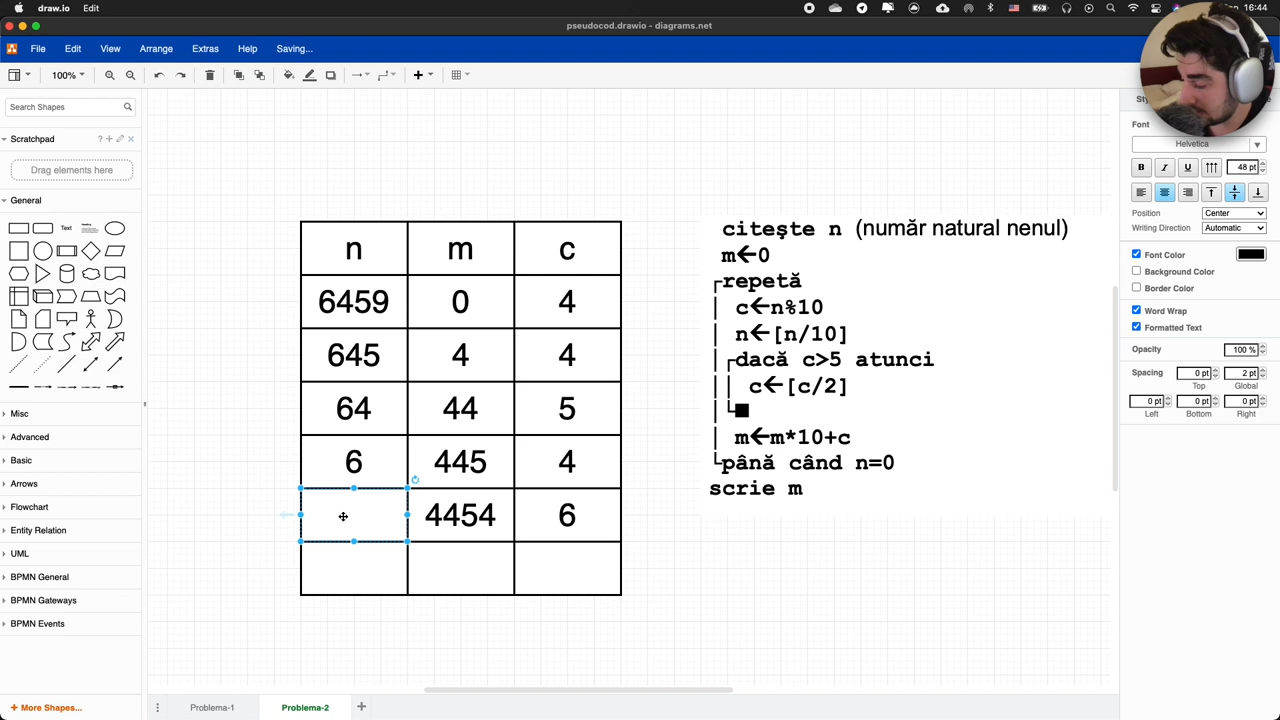 draw.io Edit 16:44
pseudocod.drawio - diagrams.net
File Edit View Arrange Extras Help Saving...
100%
Search Shapes
Scratchpad
Drag elements here
General
Text
Misc
Advanced
Basic
Arrows
Flowchart
Entity Relation
UML
BPMN General
BPMN Gateways
BPMN Events
+ More Shapes...
n m c
6459 0 4
645 4 4
64 44 5
6 445 4
4454 6
citeşte n (număr natural nenul)
m←0
repetă
c←n%10
n←[n/10]
dacă c>5 atunci
c←[c/2]
■
m←m*10+c
până când n=0
scrie m
Problema-1 Problema-2
Font
Helvetica
B I U 48 pt
Position Center
Writing Direction Automatic
Font Color
Background Color
Border Color
Word Wrap
Formatted Text
Opacity 100 %
Spacing 0 pt 2 pt
Top Global
0 pt 0 pt 0 pt
Left Bottom Right